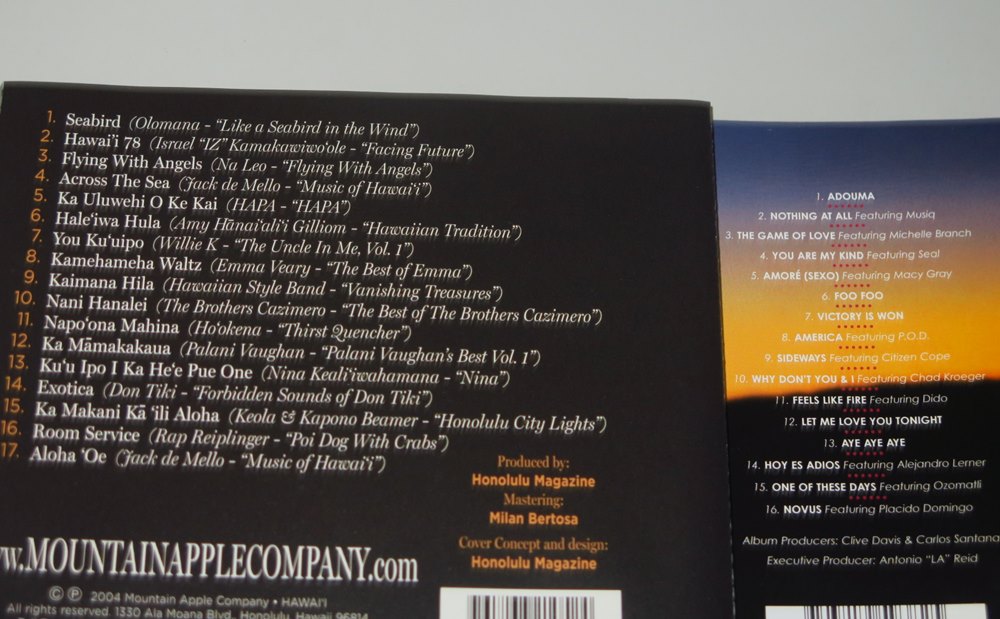 1. Seabird (Olomana - “Like a Seabird in the Wind”)
2. Hawai'i 78 (Israel “IZ” Kamakawiwo'ole - “Facing Future”)
3. Flying With Angels (Na Leo - “Flying With Angels”)
4. Across The Sea (Jack de Mello - “Music of Hawai'i”)
5. Ka Uluwehi O Ke Kai (HAPA - “HAPA”)
6. Hale'iwa Hula (Amy Hānai'ali'i Gilliom - “Hawaiian Tradition”)
7. You Ku'uipo (Willie K - “The Uncle In Me, Vol. 1”)
8. Kamehameha Waltz (Emma Veary - “The Best of Emma”)
9. Kaimana Hila (Hawaiian Style Band - “Vanishing Treasures”)
10. Nani Hanalei (The Brothers Cazimero - “The Best of The Brothers Cazimero”)
11. Napo'ona Mahina (Ho'okena - “Thirst Quencher”)
12. Ka Māmakakaua (Palani Vaughan - “Palani Vaughan's Best Vol. 1”)
13. Ku'u Ipo I Ka He'e Pue One (Nina Keali'iwahamana - “Nina”)
14. Exotica (Don Tiki - “Forbidden Sounds of Don Tiki”)
15. Ka Makani Kā 'ili Aloha (Keola & Kapono Beamer - “Honolulu City Lights”)
16. Room Service (Rap Reiplinger - “Poi Dog With Crabs”)
17. Aloha 'Oe (Jack de Mello - “Music of Hawai'i”)
Produced by:
Honolulu Magazine
Mastering:
Milan Bertosa
Cover Concept and design:
Honolulu Magazine
w.MOUNTAINAPPLECOMPANY.com
© ℗ 2004 Mountain Apple Company • HAWAI'I
All rights reserved. 1330 Ala Moana Blvd., Honolulu, Hawaii 96814
1. ADOUMA
2. NOTHING AT ALL Featuring Musiq
3. THE GAME OF LOVE Featuring Michelle Branch
4. YOU ARE MY KIND Featuring Seal
5. AMORÉ (SEXO) Featuring Macy Gray
6. FOO FOO
7. VICTORY IS WON
8. AMERICA Featuring P.O.D.
9. SIDEWAYS Featuring Citizen Cope
10. WHY DON'T YOU & I Featuring Chad Kroeger
11. FEELS LIKE FIRE Featuring Dido
12. LET ME LOVE YOU TONIGHT
13. AYE AYE AYE
14. HOY ES ADIOS Featuring Alejandro Lerner
15. ONE OF THESE DAYS Featuring Ozomatli
16. NOVUS Featuring Placido Domingo
Album Producers: Clive Davis & Carlos Santana
Executive Producer: Antonio “LA” Reid